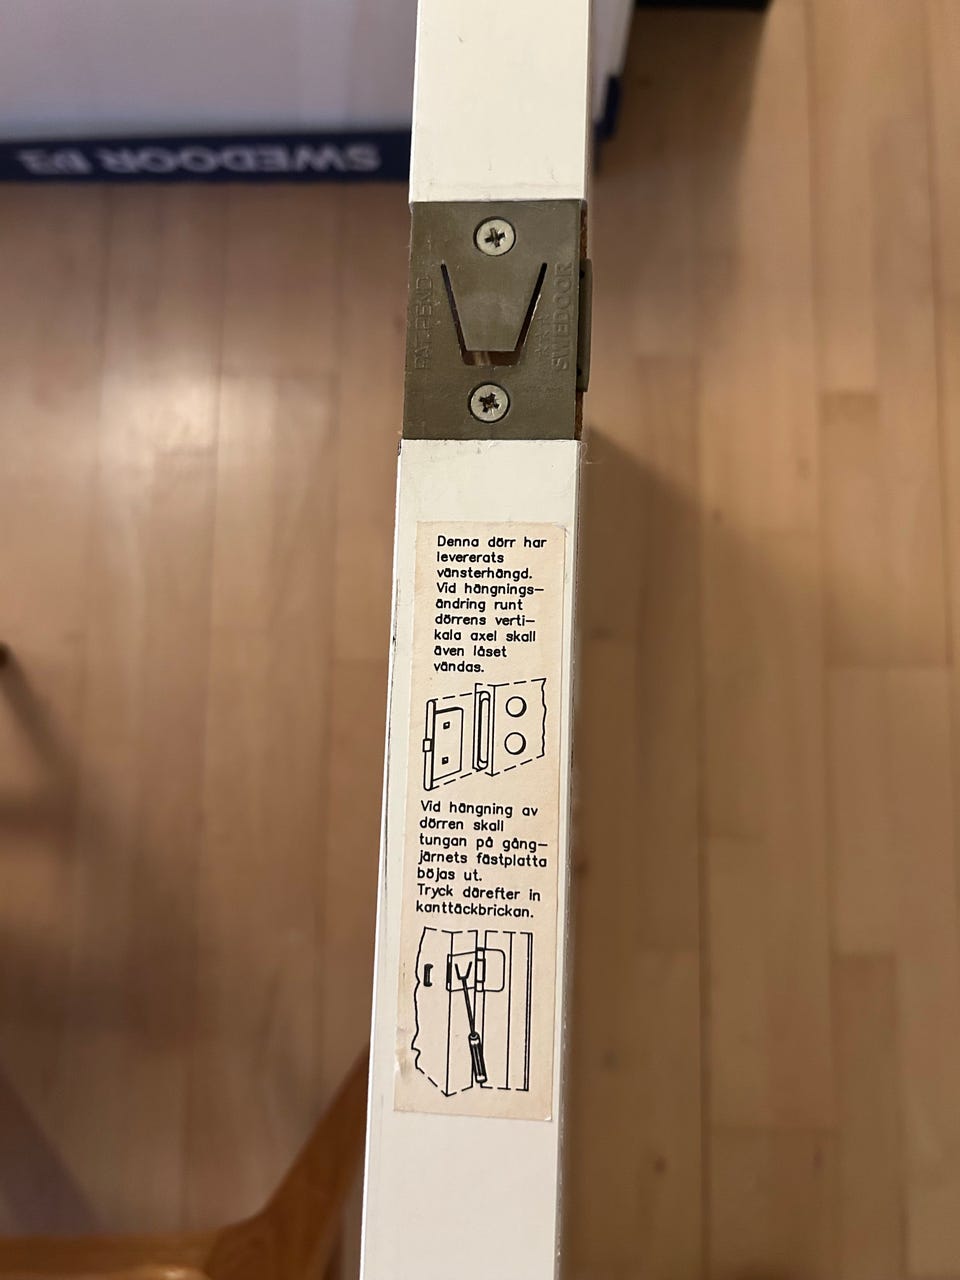 SWEDOOR
PAT.PEND
SWEDOOR
Denna dörr har
levererats
vänsterhängd.
Vid hängnings-
ändring runt
dörrens verti-
kala axel skall
även låset
vändas.
Vid hängning av
dörren skall
tungan på gång-
järnets fästplatta
böjas ut.
Tryck därefter in
kanttäckbrickan.